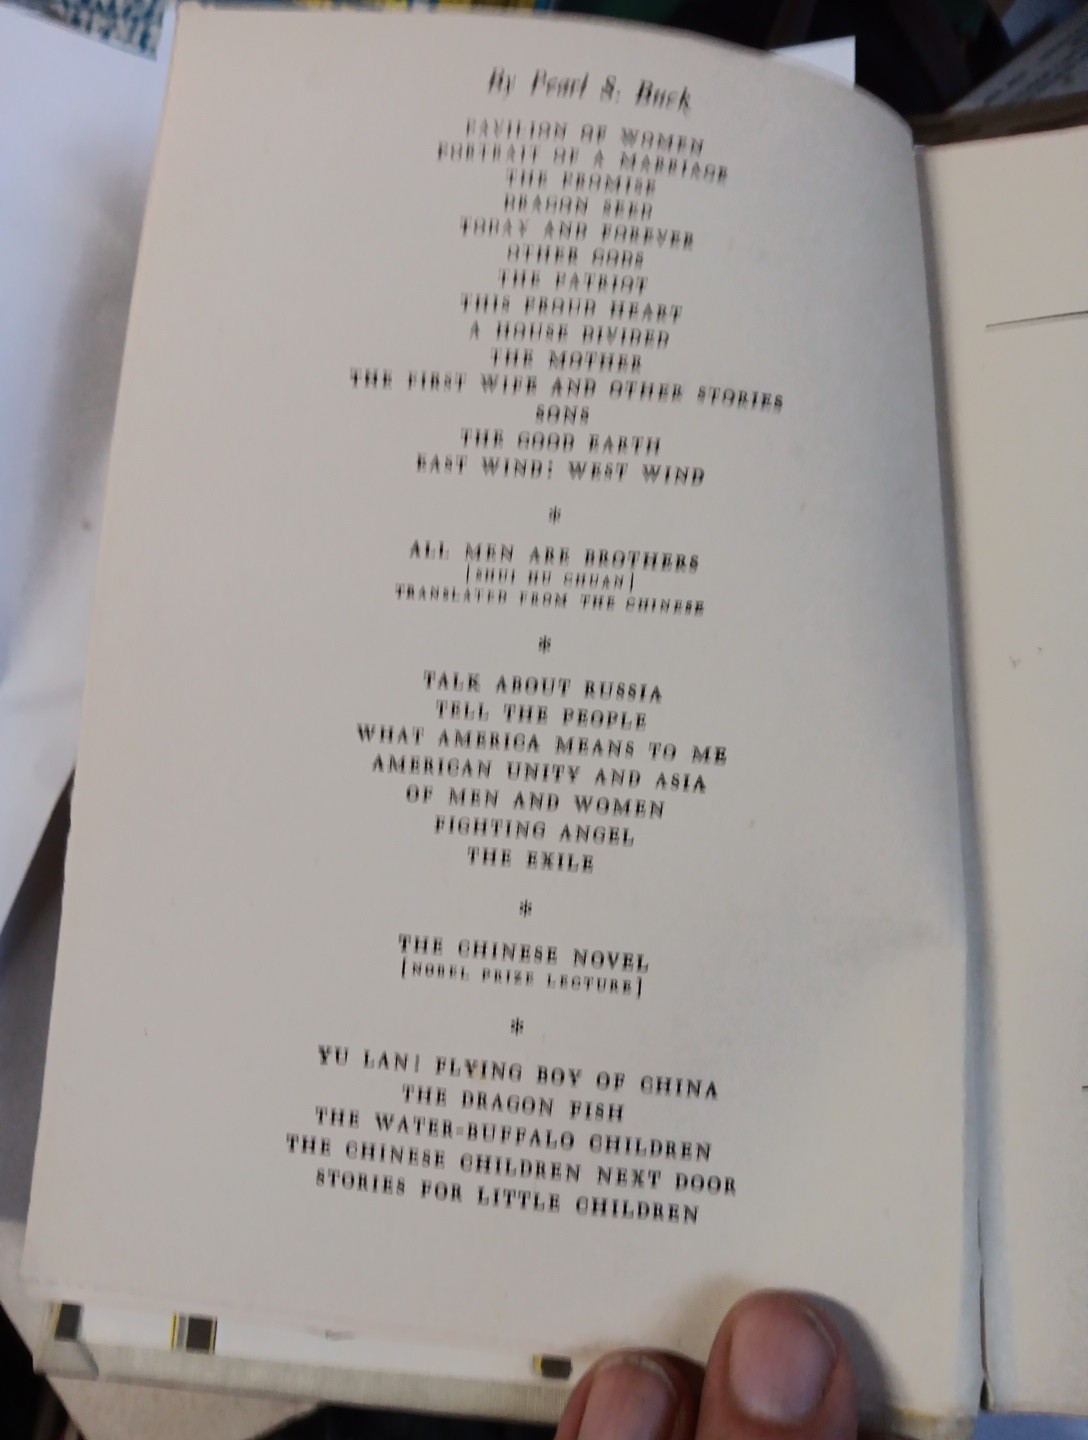 By Pearl S. Buck
PAVILION OF WOMEN
PORTRAIT OF A MARRIAGE
THE PROMISE
DRAGON SEED
TODAY AND FOREVER
OTHER GODS
THE PATRIOT
THIS PROUD HEART
A HOUSE DIVIDED
THE MOTHER
THE FIRST WIFE AND OTHER STORIES
SONS
THE GOOD EARTH
EAST WIND: WEST WIND
*
ALL MEN ARE BROTHERS
[SHUI HU CHUAN]
TRANSLATED FROM THE CHINESE
*
TALK ABOUT RUSSIA
TELL THE PEOPLE
WHAT AMERICA MEANS TO ME
AMERICAN UNITY AND ASIA
OF MEN AND WOMEN
FIGHTING ANGEL
THE EXILE
*
THE CHINESE NOVEL
[NOBEL PRIZE LECTURE]
*
YU LAN: FLYING BOY OF CHINA
THE DRAGON FISH
THE WATER-BUFFALO CHILDREN
THE CHINESE CHILDREN NEXT DOOR
STORIES FOR LITTLE CHILDREN